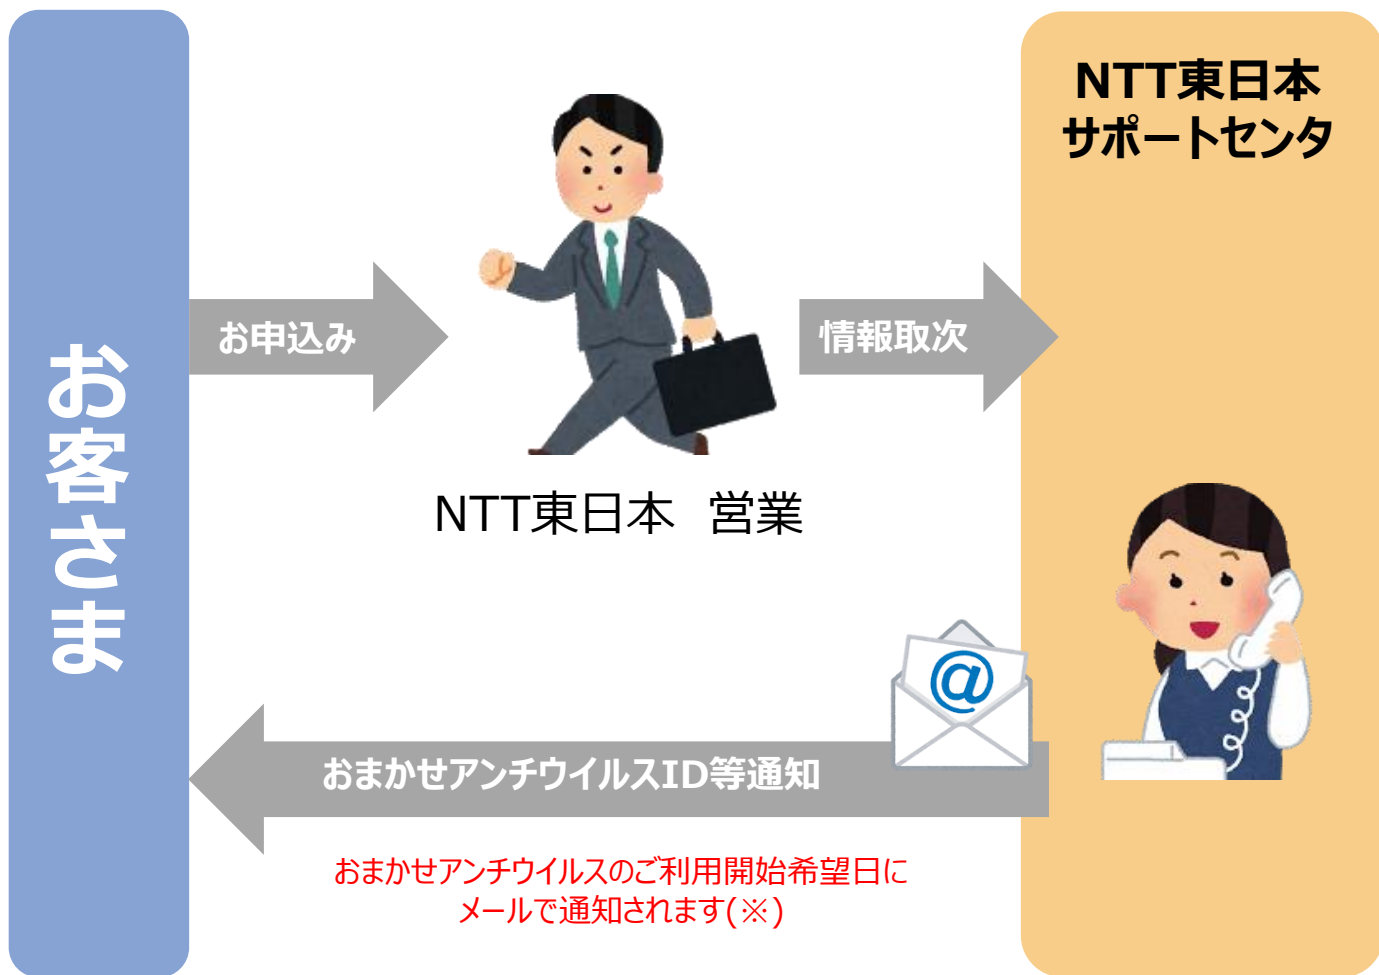 お客さま
お申込み
NTT東日本 営業
情報取次
NTT東日本
サポートセンタ
@
おまかせアンチウイルスID等通知
おまかせアンチウイルスのご利用開始希望日に
メールで通知されます(※)